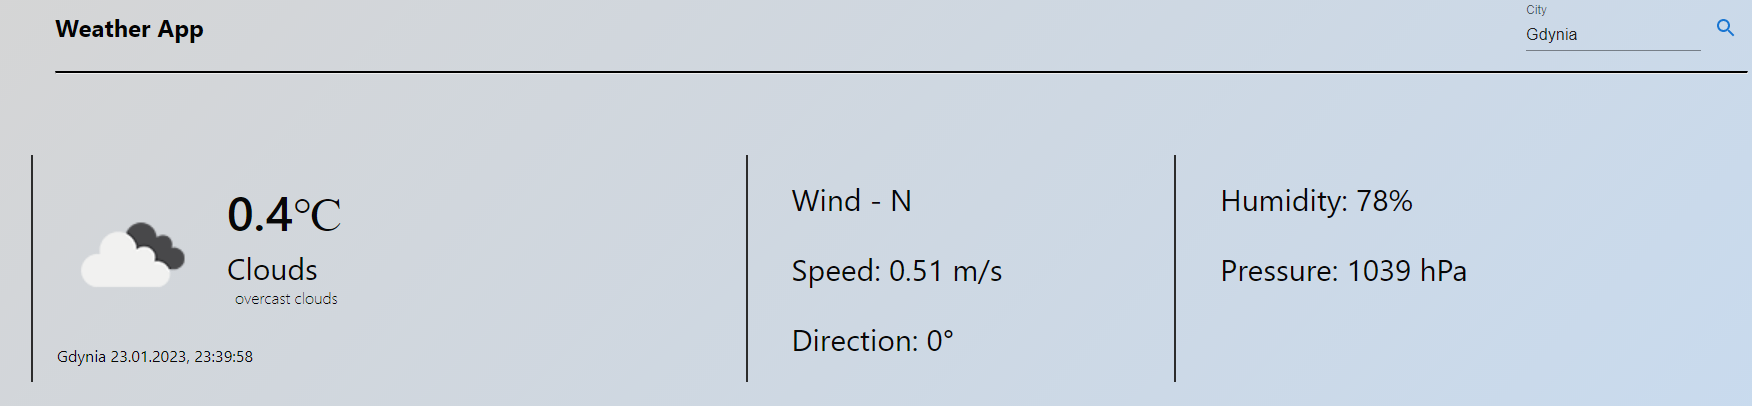 Weather App
City
Gdynia
0.4℃
Clouds
overcast clouds
Gdynia 23.01.2023, 23:39:58
Wind - N
Speed: 0.51 m/s
Direction: 0°
Humidity: 78%
Pressure: 1039 hPa